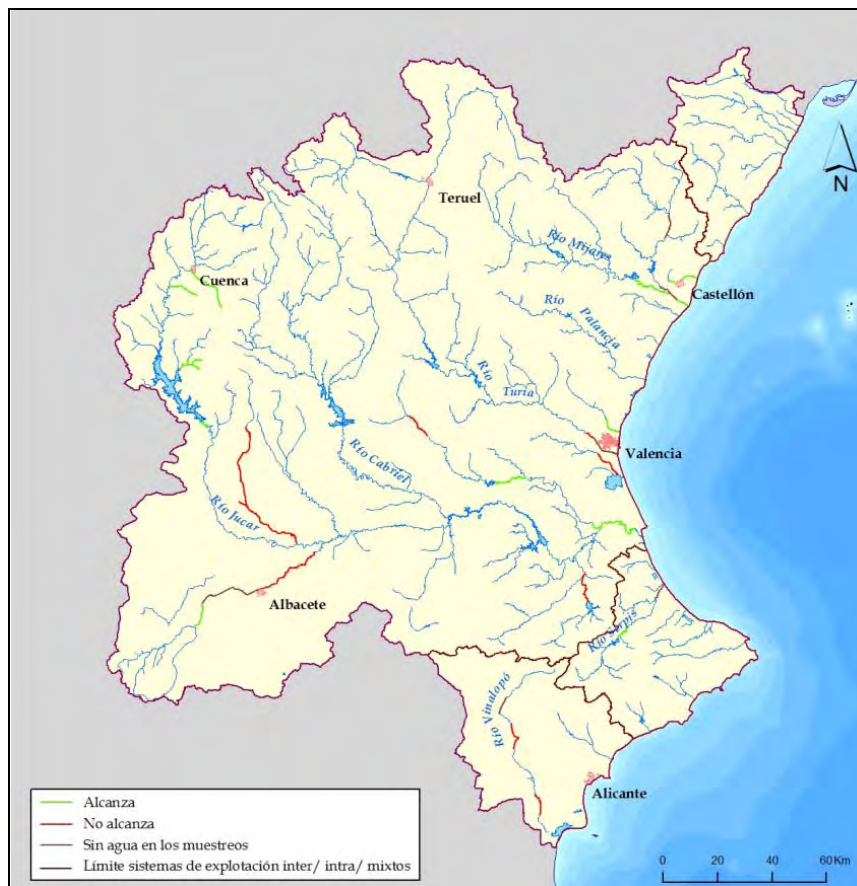 N
Teruel
Río Mijares
Cuenca
Castellón
Río Palancia
Río Turia
Valencia
Río Cabriel
Río Jucar
Albacete
Río Serpis
Río Vinalopó
Alicante
Alcanza
No alcanza
Sin agua en los muestreos
Límite sistemas de explotación inter/ intra/ mixtos
0 20 40 60 Km